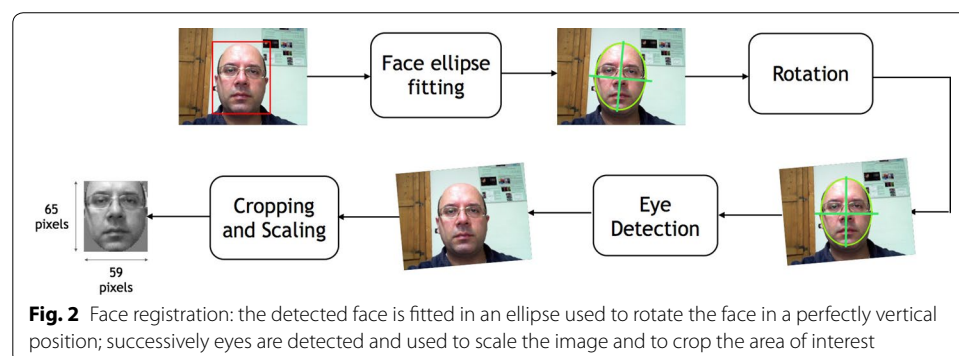 Face ellipse
fitting
Rotation
65
pixels
Cropping
and Scaling
Eye
Detection
59
pixels
Fig. 2 Face registration: the detected face is fitted in an ellipse used to rotate the face in a perfectly vertical
position; successively eyes are detected and used to scale the image and to crop the area of interest